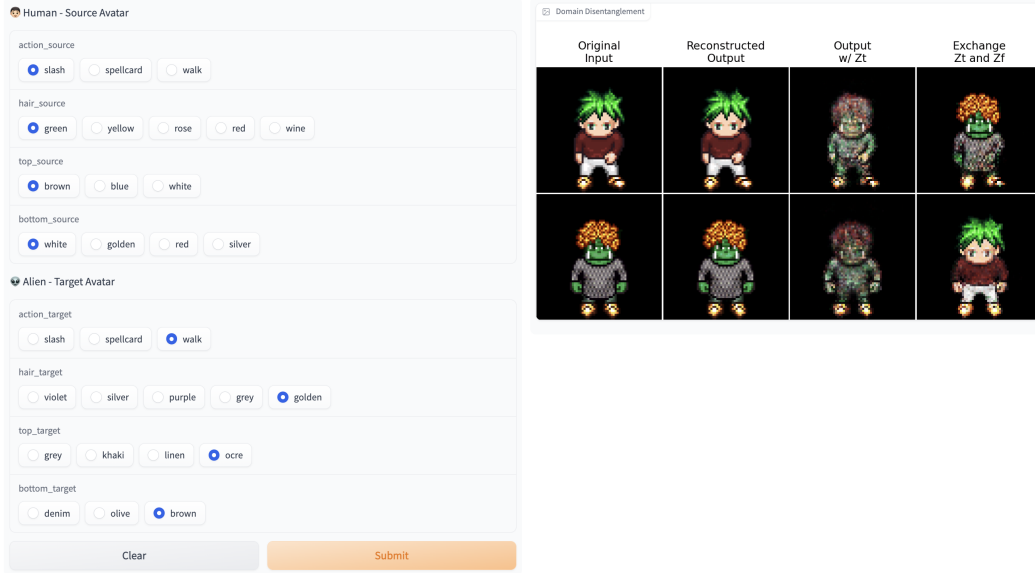 Human - Source Avatar
action_source
slash spellcard walk
hair_source
green yellow rose red wine
top_source
brown blue white
bottom_source
white golden red silver
Alien - Target Avatar
action_target
slash spellcard walk
hair_target
violet silver purple grey golden
top_target
grey khaki linen ocre
bottom_target
denim olive brown
Clear Submit
Domain Disentanglement
Original Reconstructed Output Exchange
Input Output w/ Zt Zt and Zf